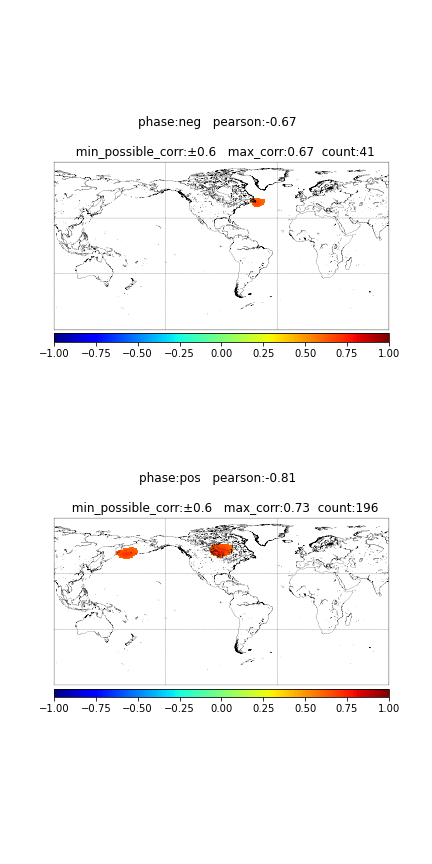 phase:neg   pearson:-0.67
min_possible_corr:±0.6   max_corr:0.67  count:41
−1.00 −0.75 −0.50 −0.25 0.00 0.25 0.50 0.75 1.00
phase:pos   pearson:-0.81
min_possible_corr:±0.6   max_corr:0.73  count:196
−1.00 −0.75 −0.50 −0.25 0.00 0.25 0.50 0.75 1.00